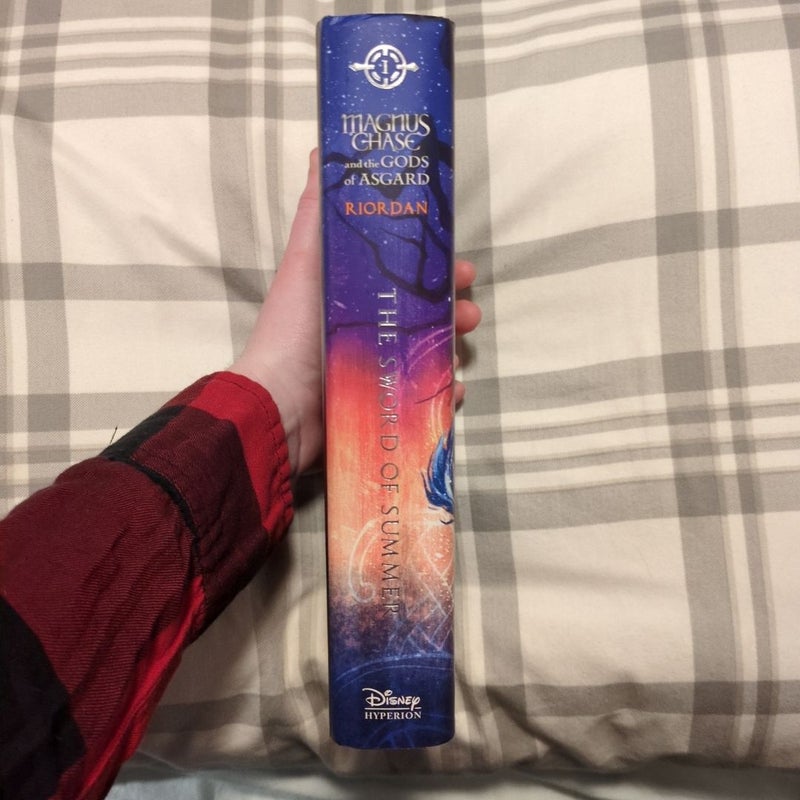 1
MAGNUS
CHASE
and the GODS
of ASGARD
RIORDAN
THE SWORD OF SUMMER
DISNEY
HYPERION